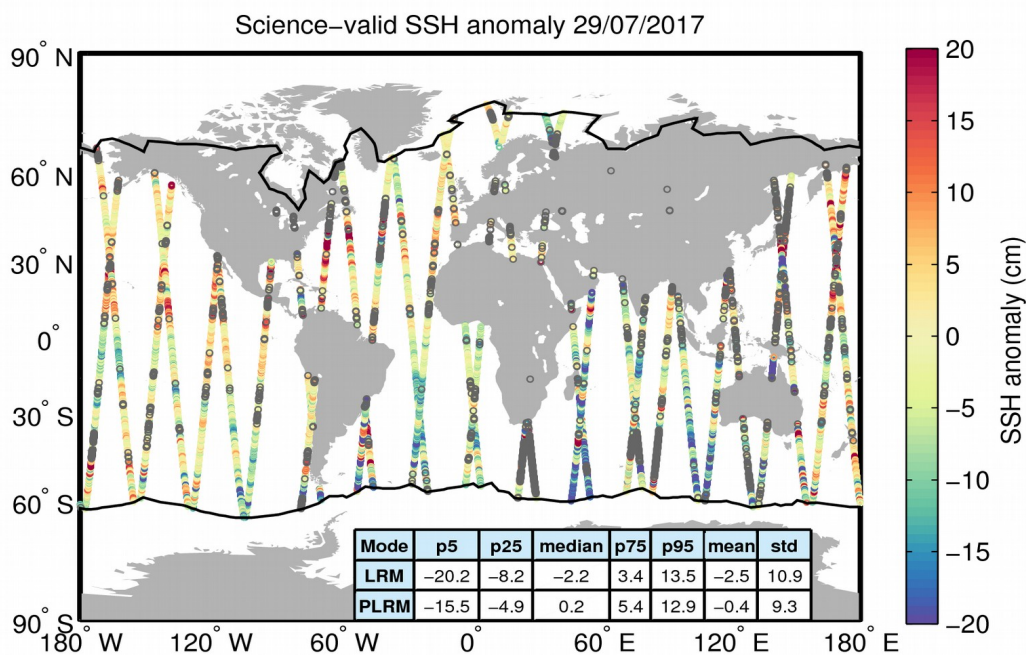 Science−valid SSH anomaly 29/07/2017
90° N
60° N
30° N
0°
30° S
60° S
90° S
180° W 120° W 60° W 0° 60° E 120° E 180° E
Mode p5 p25 median p75 p95 mean std
LRM −20.2 −8.2 −2.2 3.4 13.5 −2.5 10.9
PLRM −15.5 −4.9 0.2 5.4 12.9 −0.4 9.3
20
15
10
5
0
−5
−10
−15
−20
SSH anomaly (cm)